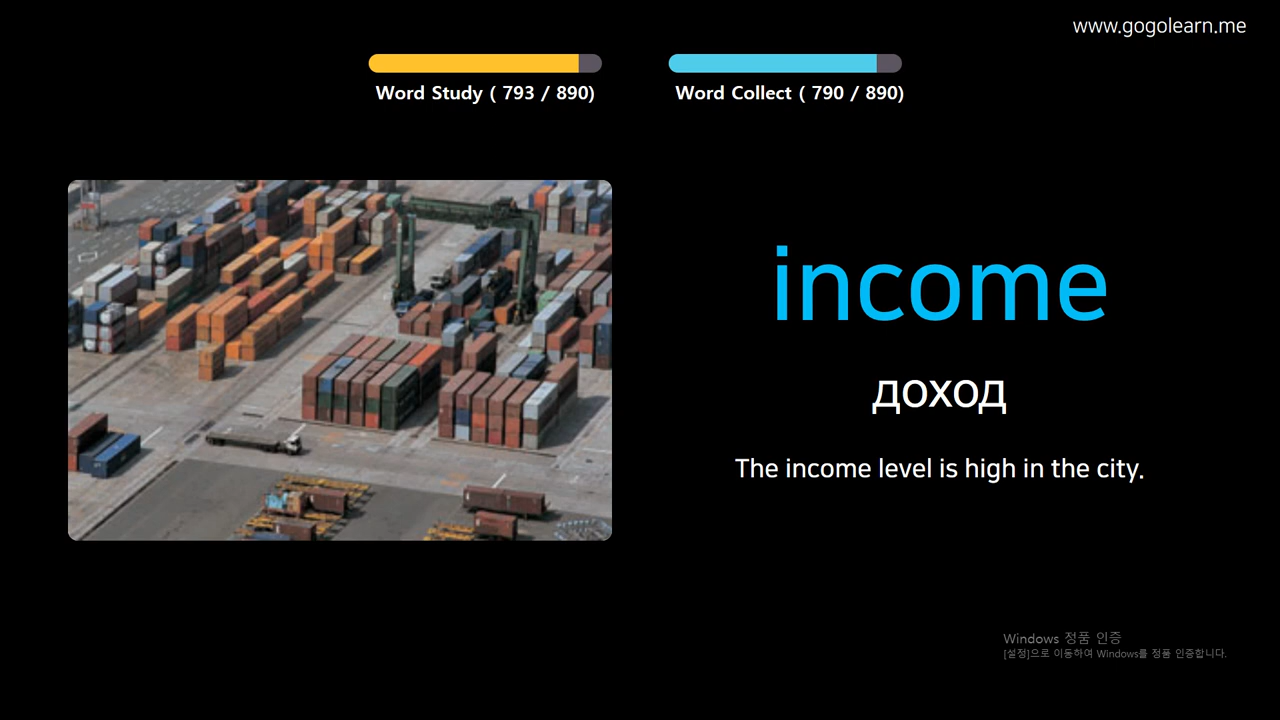 www.gogolearn.me
Word Study ( 793 / 890)
Word Collect ( 790 / 890)
income
доход
The income level is high in the city.
Windows 정품 인증
[설정]으로 이동하여 Windows를 정품 인증합니다.